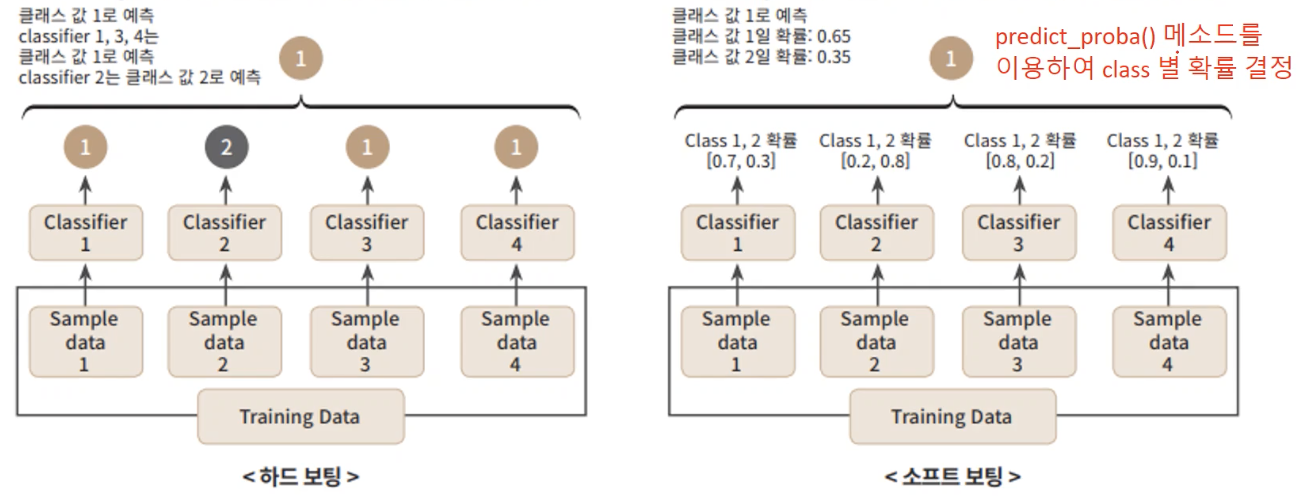 클래스 값 1로 예측
classifier 1, 3, 4는
클래스 값 1로 예측
classifier 2는 클래스 값 2로 예측
1
1
2
1
1
Classifier
1
Classifier
2
Classifier
3
Classifier
4
Sample
data
1
Sample
data
2
Sample
data
3
Sample
data
4
Training Data
< 하드 보팅 >
클래스 값 1로 예측
클래스 값 1일 확률: 0.65
클래스 값 2일 확률: 0.35
1
predict_proba() 메소드를
이용하여 class 별 확률 결정
Class 1, 2 확률
[0.7, 0.3]
Class 1, 2 확률
[0.2, 0.8]
Class 1, 2 확률
[0.8, 0.2]
Class 1, 2 확률
[0.9, 0.1]
Classifier
1
Classifier
2
Classifier
3
Classifier
4
Sample
data
1
Sample
data
2
Sample
data
3
Sample
data
4
Training Data
< 소프트 보팅 >